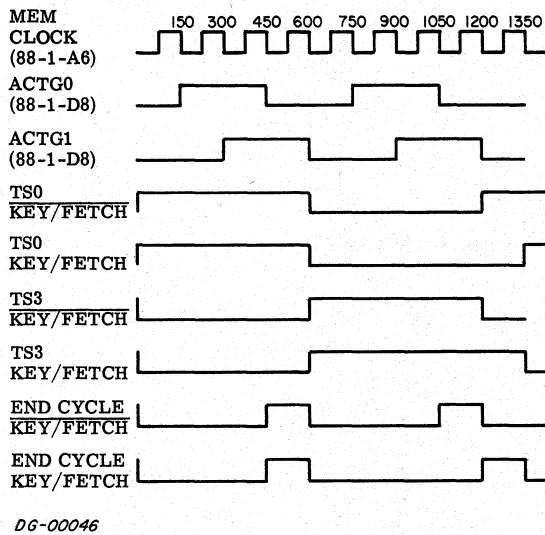 MEM
CLOCK
(88-1-A6)
150 300 450 600 750 900 1050 1200 1350
ACTG0
(88-1-D8)
ACTG1
(88-1-D8)
TS0
KEY/FETCH
TS0
KEY/FETCH
TS3
KEY/FETCH
TS3
KEY/FETCH
END CYCLE
KEY/FETCH
END CYCLE
KEY/FETCH
DG-00046